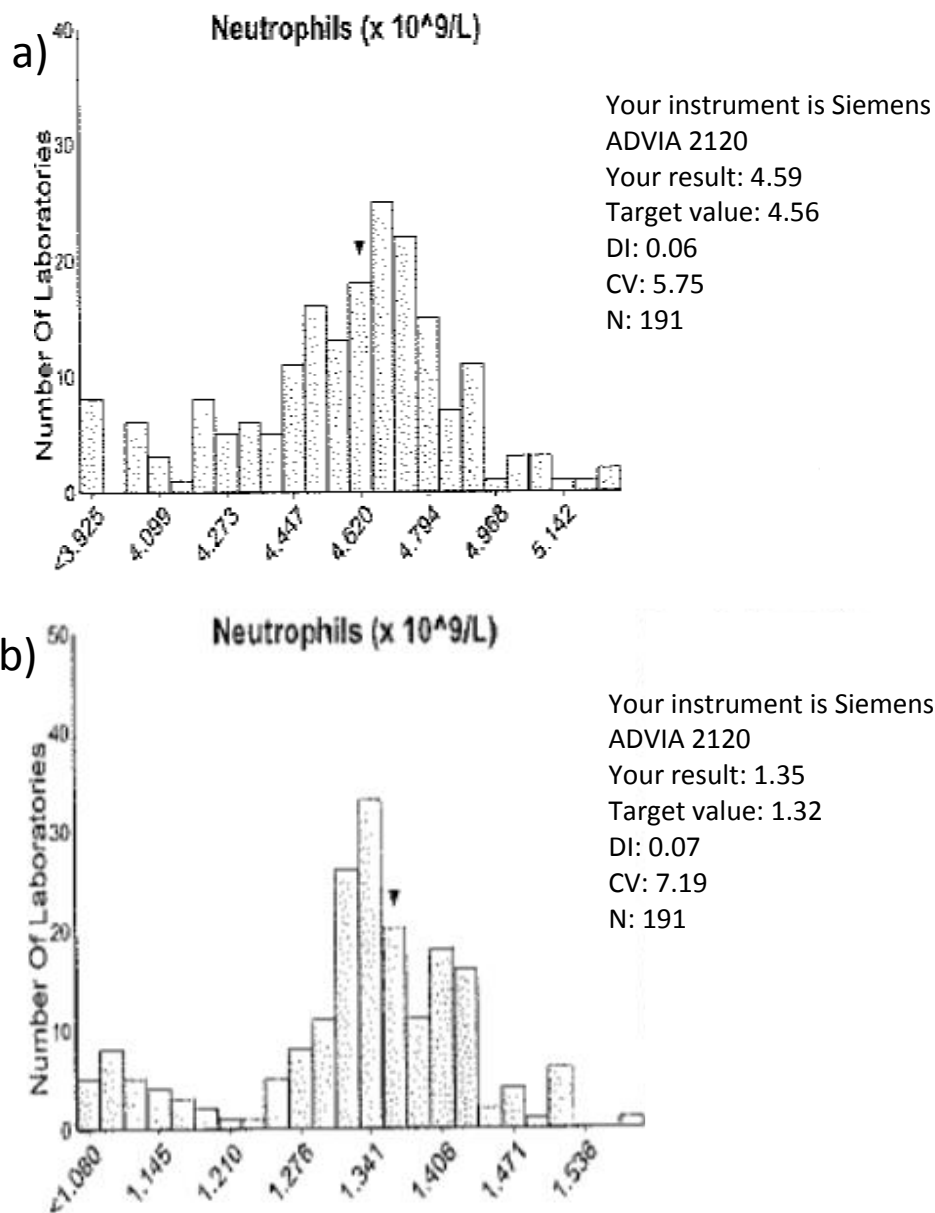 a)
Neutrophils (x 10^9/L)
Number Of Laboratories
40
30
20
10
0
<3.925
4.099
4.273
4.447
4.620
4.794
4.968
5.142
Your instrument is Siemens
ADVIA 2120
Your result: 4.59
Target value: 4.56
DI: 0.06
CV: 5.75
N: 191
b)
Neutrophils (x 10^9/L)
Number Of Laboratories
50
40
30
20
10
0
<1.080
1.145
1.210
1.276
1.341
1.406
1.471
1.536
Your instrument is Siemens
ADVIA 2120
Your result: 1.35
Target value: 1.32
DI: 0.07
CV: 7.19
N: 191